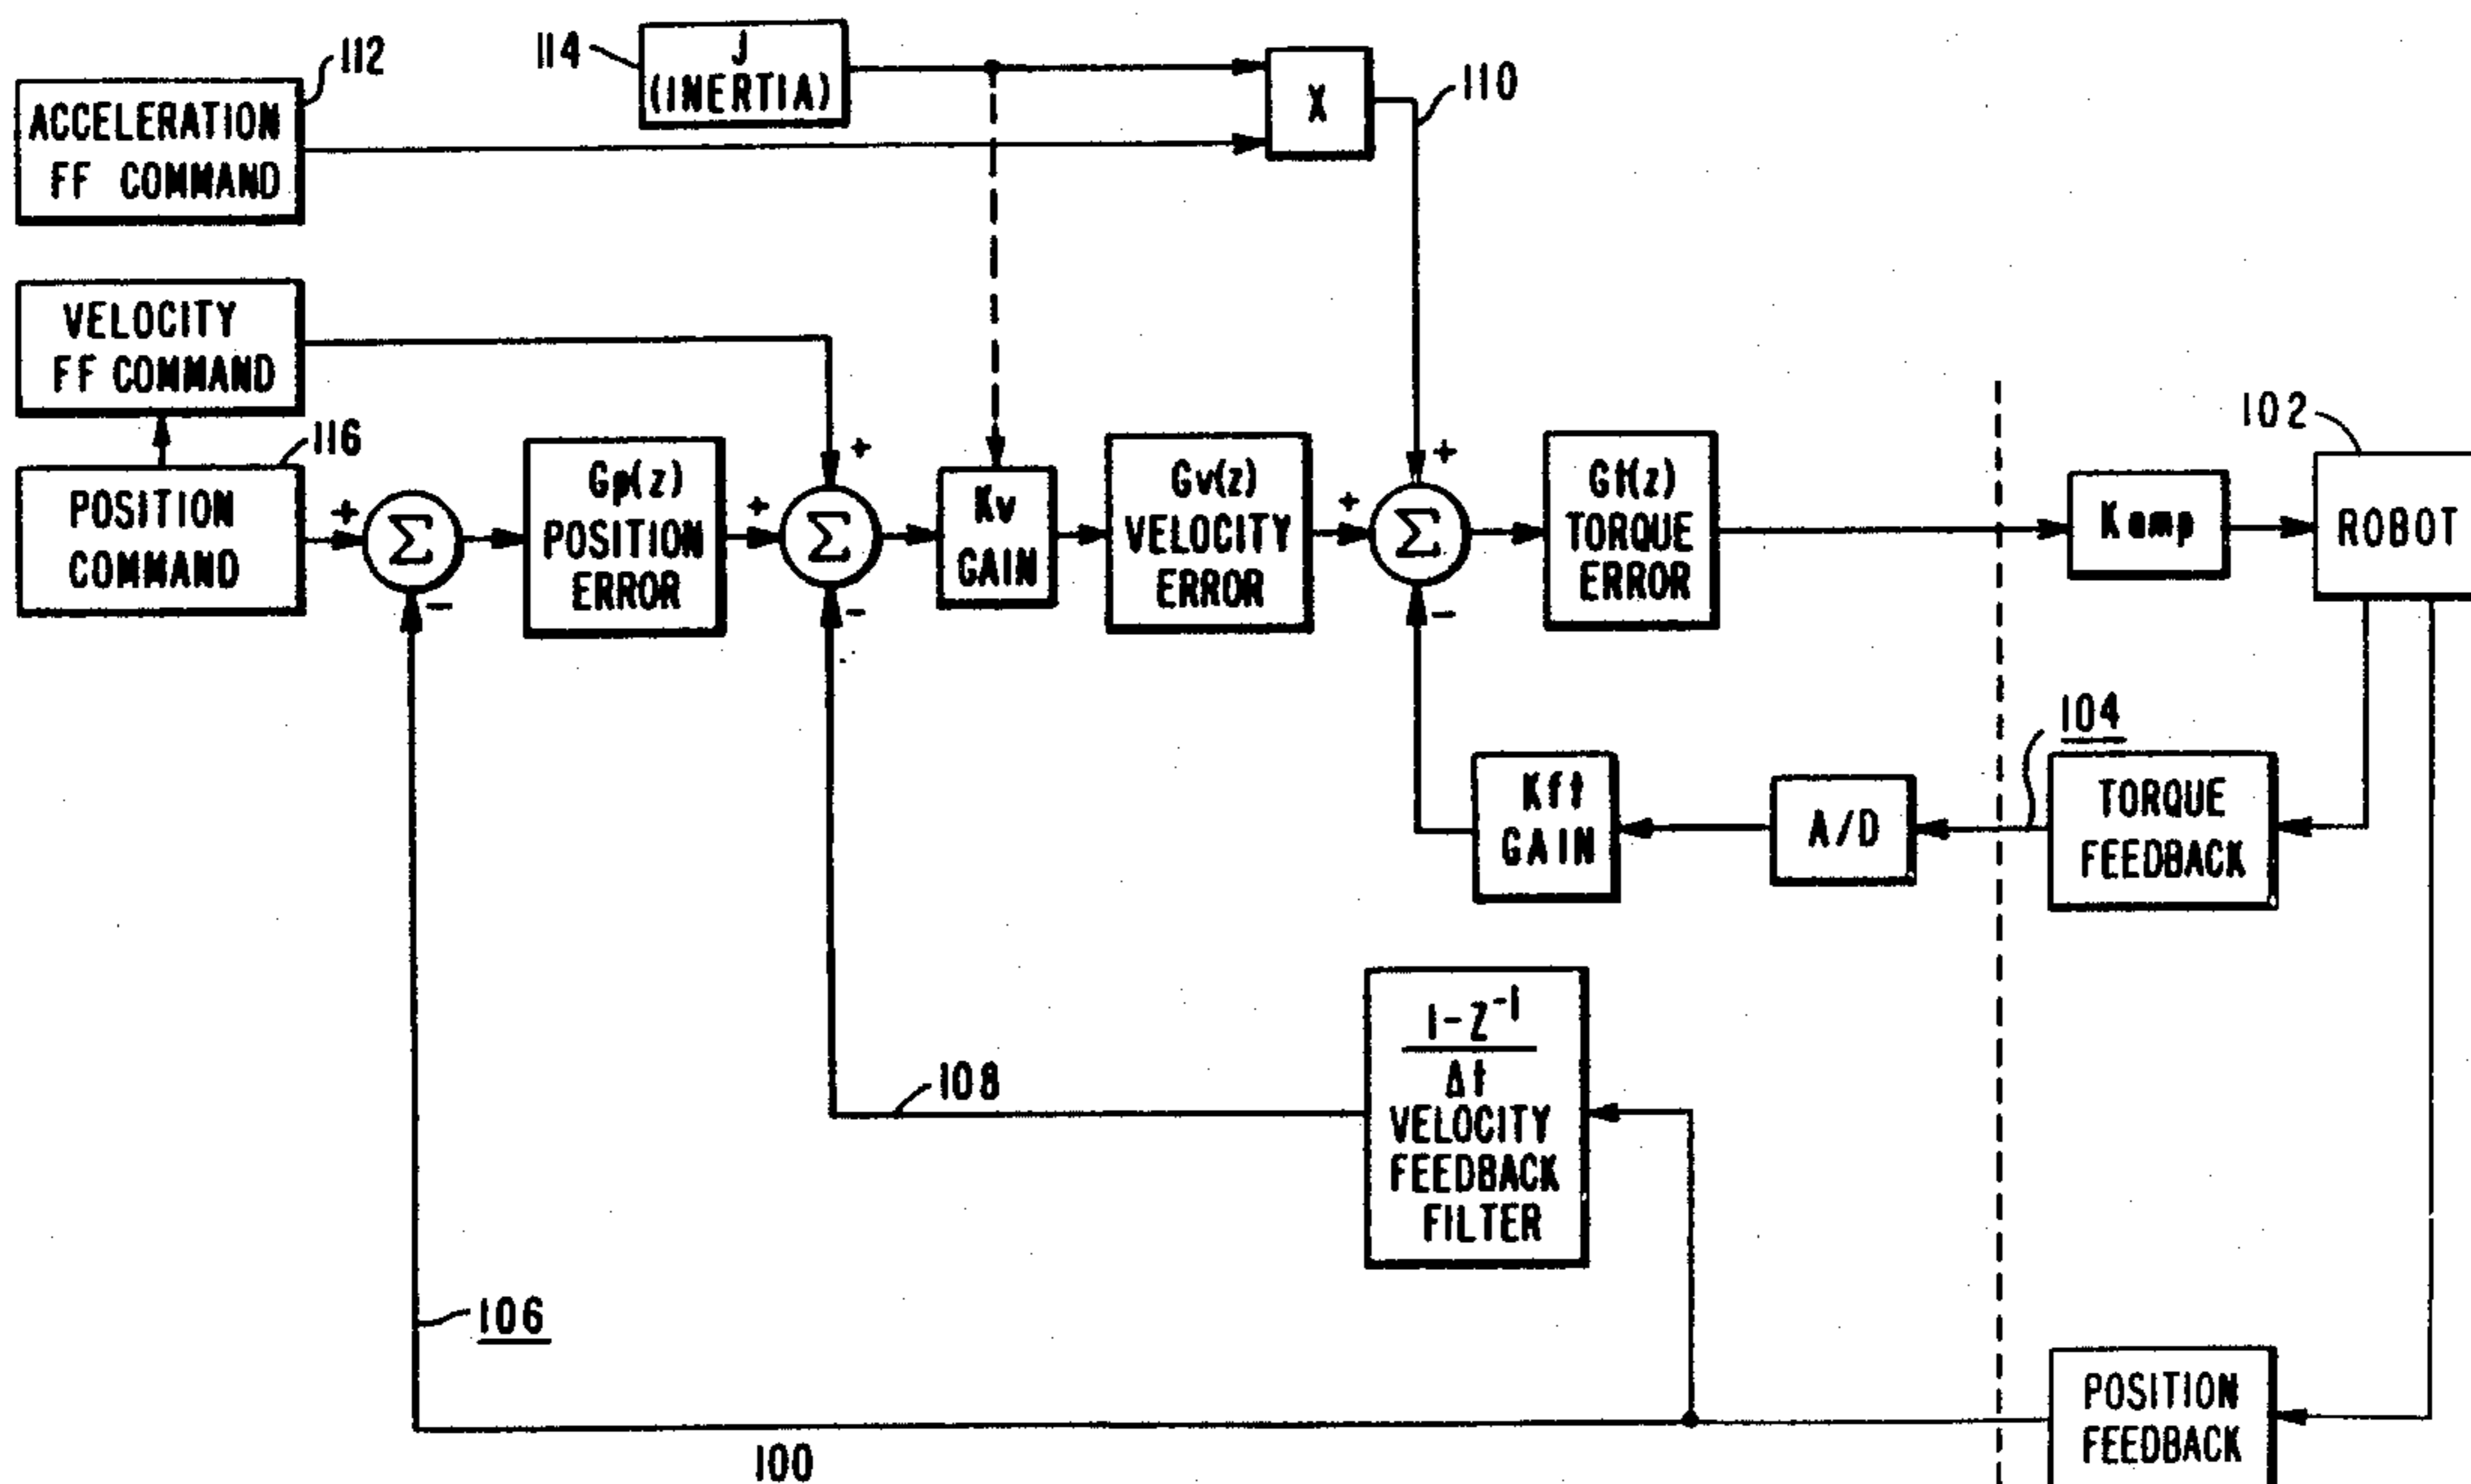 112
114
J
(INERTIA)
X
110
ACCELERATION
FF COMMAND
VELOCITY
FF COMMAND
116
102
POSITION
COMMAND
+
Σ
-
Gp(z)
POSITION
ERROR
+
+
Σ
-
Kv
GAIN
Gv(z)
VELOCITY
ERROR
+
+
Σ
-
Gt(z)
TORQUE
ERROR
Kamp
ROBOT
104
Kft
GAIN
A/D
TORQUE
FEEDBACK
1-Z⁻¹
Δt
VELOCITY
FEEDBACK
FILTER
108
106
100
POSITION
FEEDBACK